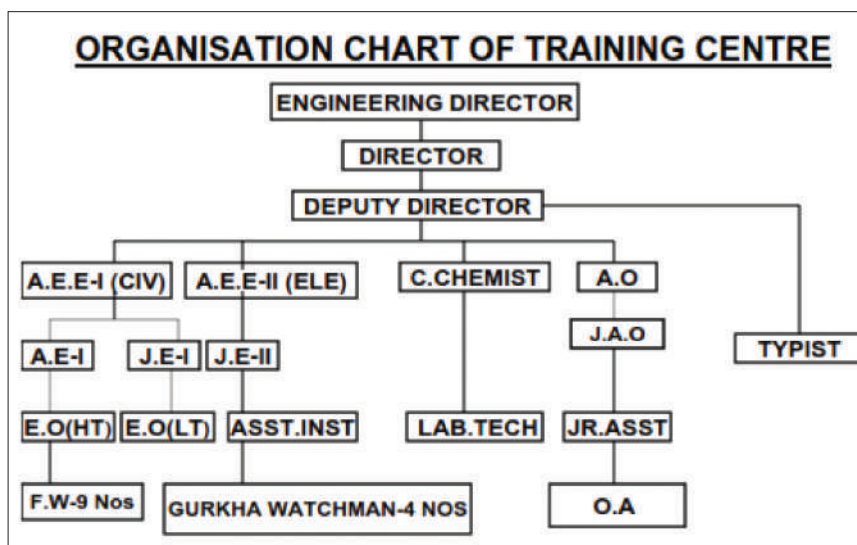 ORGANISATION CHART OF TRAINING CENTRE
ENGINEERING DIRECTOR
DIRECTOR
DEPUTY DIRECTOR
A.E.E-I (CIV)
A.E.E-II (ELE)
C.CHEMIST
A.O
J.A.O
A.E-I
J.E-I
J.E-II
TYPIST
E.O(HT)
E.O(LT)
ASST.INST
LAB.TECH
JR.ASST
F.W-9 Nos
GURKHA WATCHMAN-4 NOS
O.A